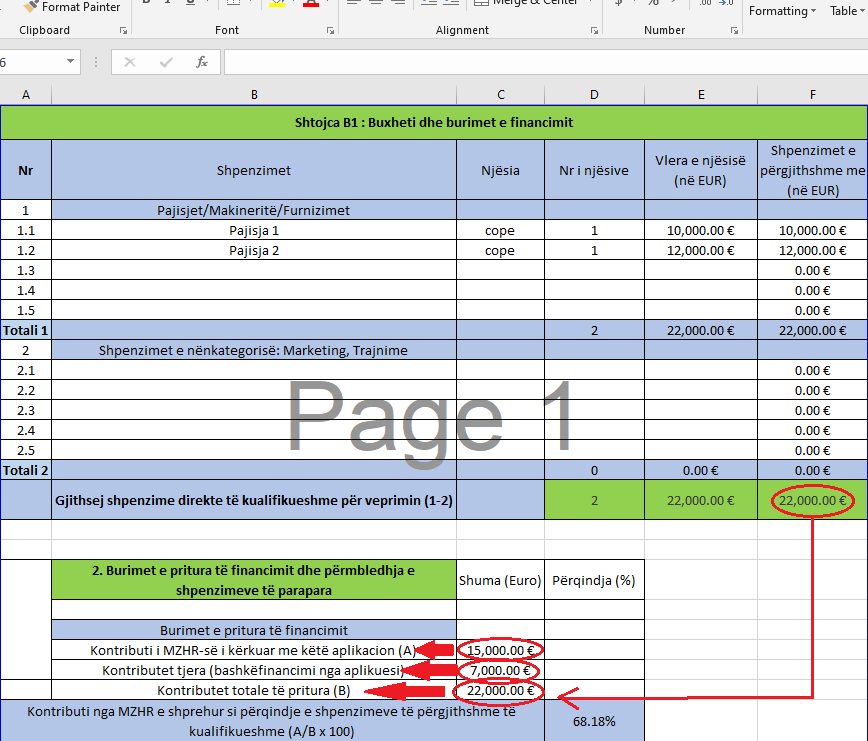 Format Painter
Merge & Center
$
%
.00
.00
→.0
Formatting
Table
Clipboard
Font
Alignment
Number
6
fx
A B C D E F
Shtojca B1 : Buxheti dhe burimet e financimit
Nr Shpenzimet Njësia Nr i njësive Vlera e njësisë (në EUR) Shpenzimet e përgjithshme me (në EUR)
1 Pajisjet/Makineritë/Furnizimet
1.1 Pajisja 1 cope 1 10,000.00 € 10,000.00 €
1.2 Pajisja 2 cope 1 12,000.00 € 12,000.00 €
1.3 0.00 €
1.4 0.00 €
1.5 0.00 €
Totali 1 2 22,000.00 € 22,000.00 €
2 Shpenzimet e nënkategorisë: Marketing, Trajnime
2.1 0.00 €
2.2 0.00 €
2.3 0.00 €
2.4 0.00 €
2.5 0.00 €
Page 1
Totali 2 0 0.00 € 0.00 €
Gjithsej shpenzime direkte të kualifikueshme për veprimin (1-2) 2 22,000.00 € 22,000.00 €
2. Burimet e pritura të financimit dhe përmbledhja e
shpenzimeve të parapara
Shuma (Euro) Përqindja (%)
Burimet e pritura të financimit
Kontributi i MZHR-së i kërkuar me këtë aplikacion (A) 15,000.00 €
Kontributet tjera (bashkëfinancimi nga aplikuesi) 7,000.00 €
Kontributet totale të pritura (B) 22,000.00 €
Kontributi nga MZHR e shprehur si përqindje e shpenzimeve të përgjithshme të
kualifikueshme (A/B x 100)
68.18%